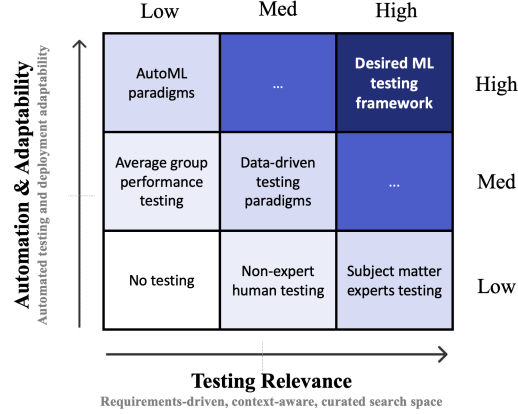 Low
Med
High
Automation & Adaptability
Automated testing and deployment adaptability
AutoML
paradigms
...
Desired ML
testing
framework
High
Average group
performance
testing
Data-driven
testing
paradigms
...
Med
No testing
Non-expert
human testing
Subject matter
experts testing
Low
Testing Relevance
Requirements-driven, context-aware, curated search space